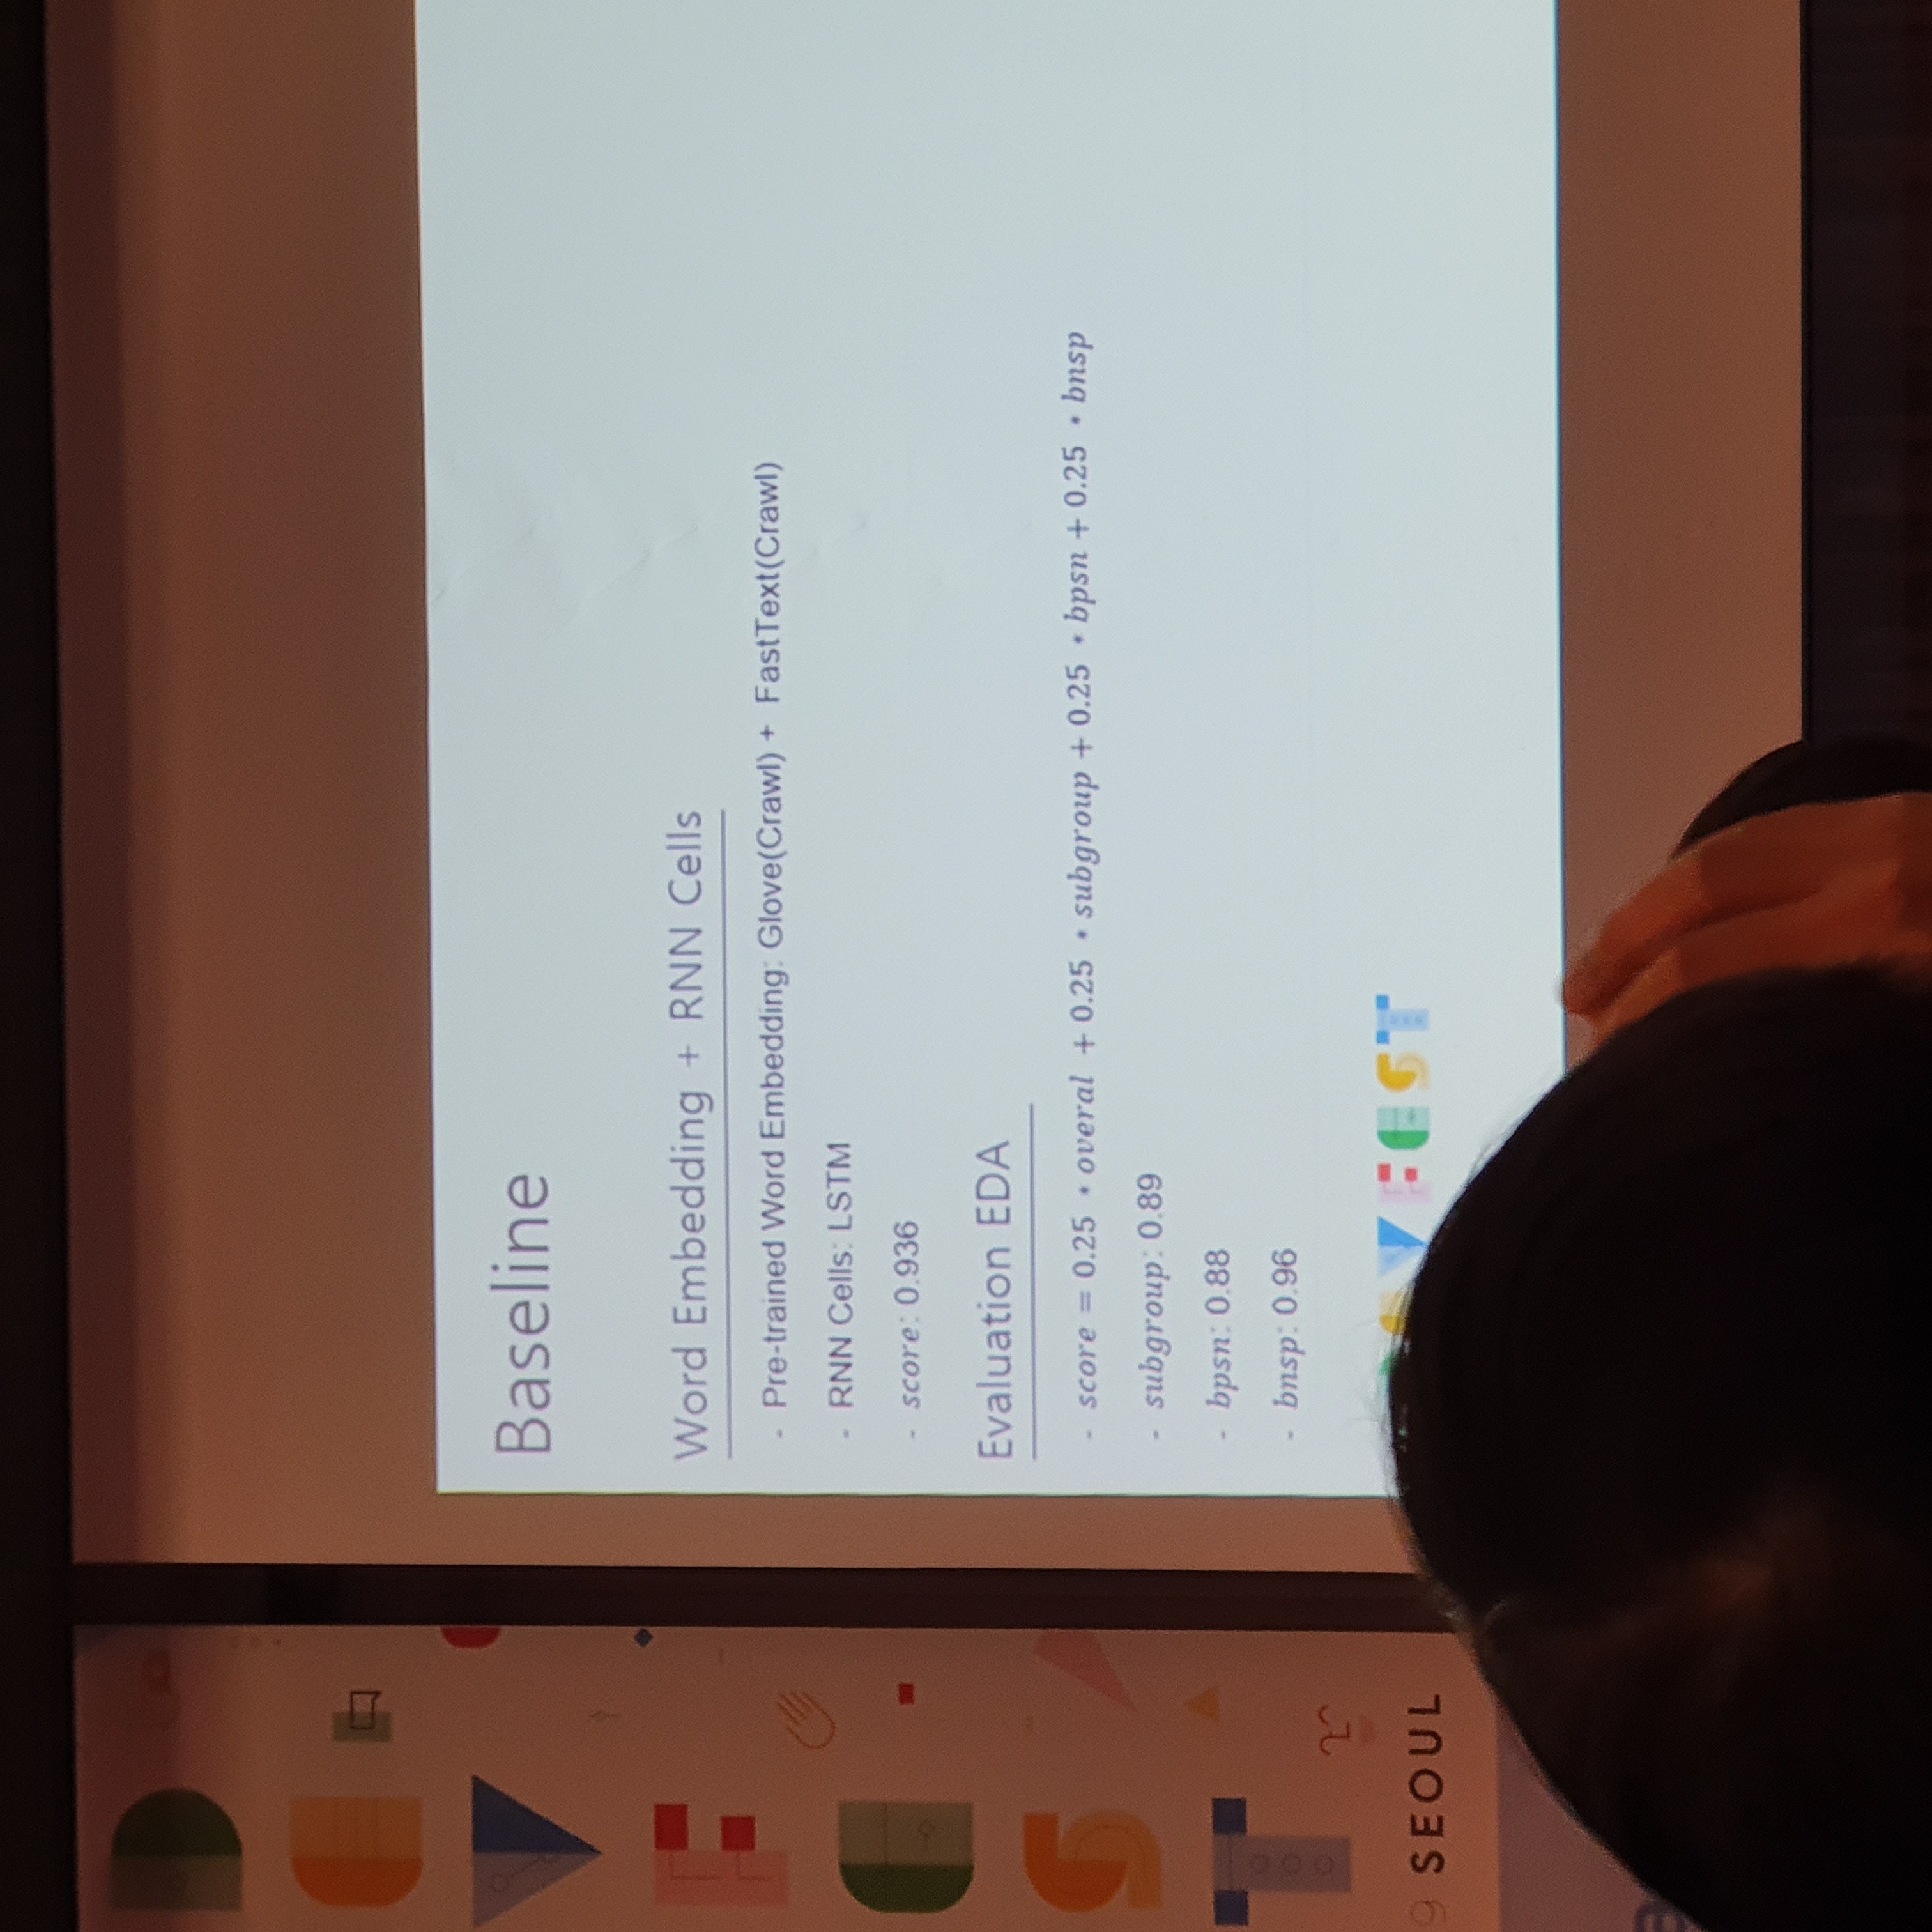 Baseline
Word Embedding + RNN Cells
- Pre-trained Word Embedding: Glove(Crawl) + FastText(Crawl)
- RNN Cells: LSTM
- score: 0.936
Evaluation EDA
- score = 0.25 * overal + 0.25 * subgroup + 0.25 * bpsn + 0.25 * bnsp
- subgroup: 0.89
- bpsn: 0.88
- bnsp: 0.96
VFEST
DEVFEST
9 SEOUL